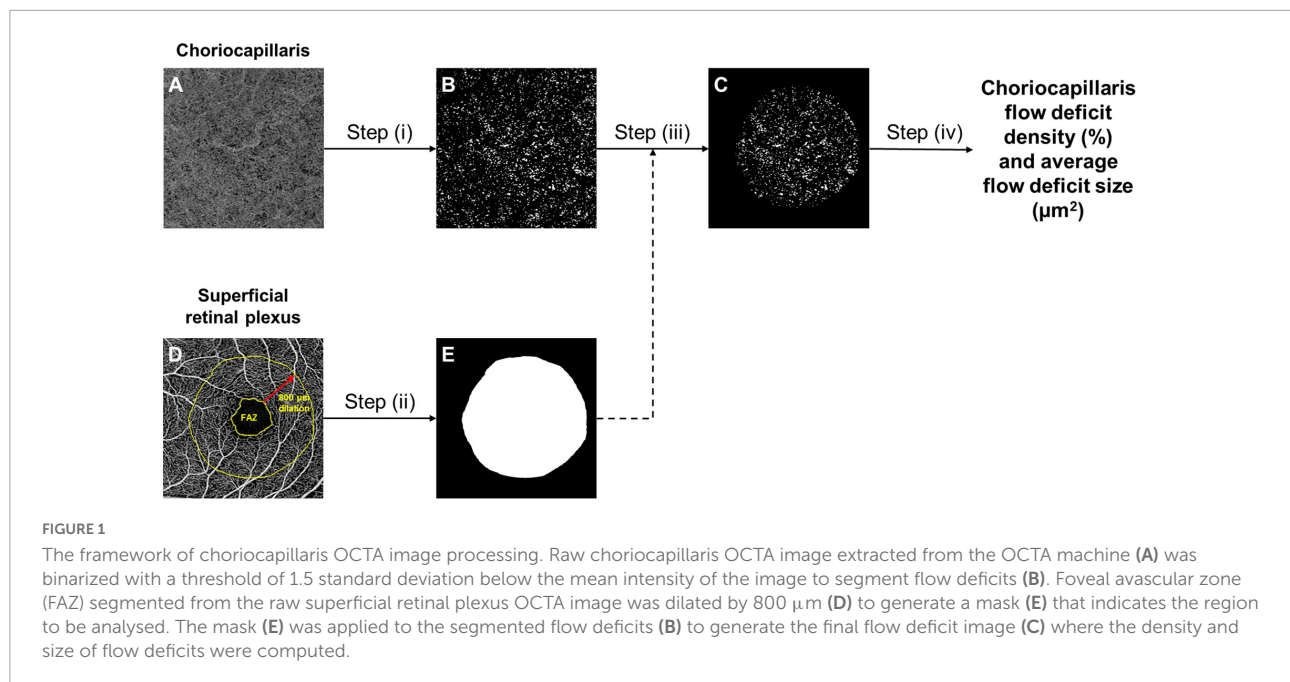 Choriocapillaris
A
Step (i)
B
Step (iii)
C
Step (iv)
Choriocapillaris
flow deficit
density (%)
and average
flow deficit size
(µm²)
Superficial
retinal plexus
D
800 µm
dilation
FAZ
Step (ii)
E
FIGURE 1
The framework of choriocapillaris OCTA image processing. Raw choriocapillaris OCTA image extracted from the OCTA machine (A) was
binarized with a threshold of 1.5 standard deviation below the mean intensity of the image to segment flow deficits (B). Foveal avascular zone
(FAZ) segmented from the raw superficial retinal plexus OCTA image was dilated by 800 µm (D) to generate a mask (E) that indicates the region
to be analysed. The mask (E) was applied to the segmented flow deficits (B) to generate the final flow deficit image (C) where the density and
size of flow deficits were computed.